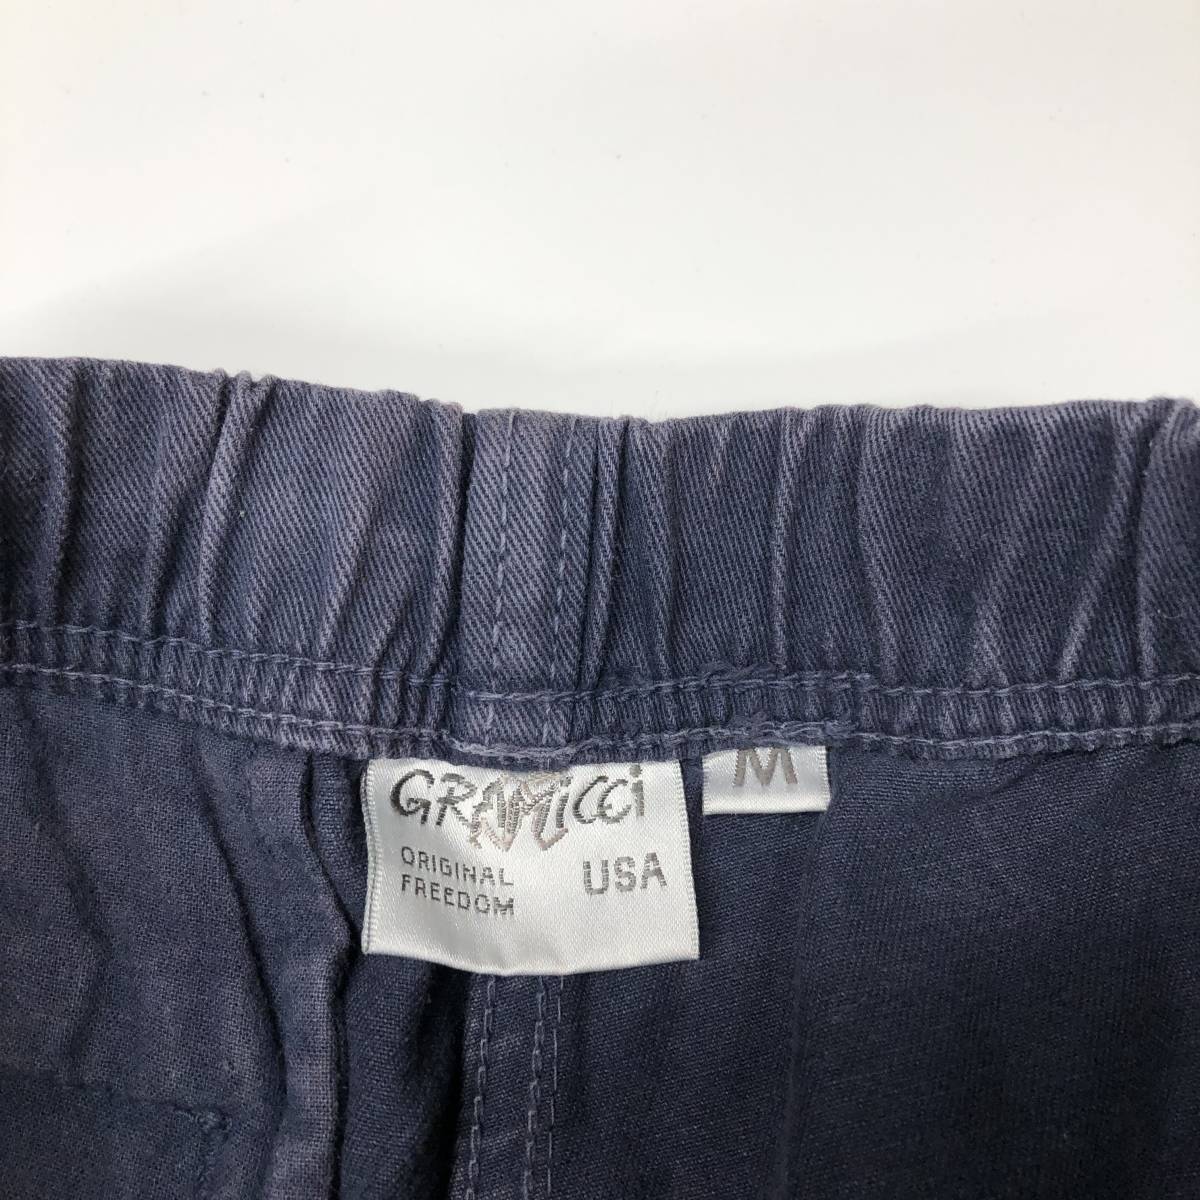 GRAMiCCi
ORIGINAL
FREEDOM
USA
M